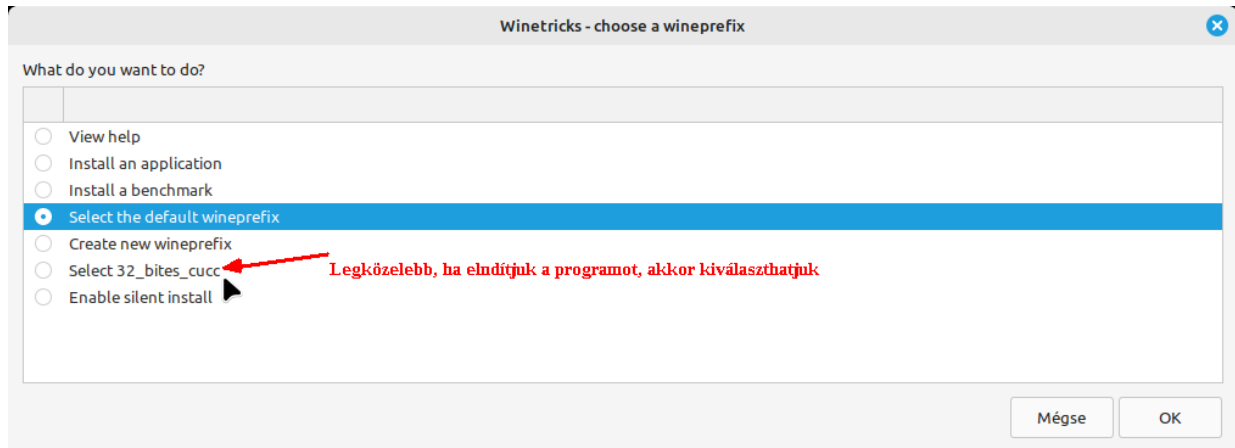 Winetricks - choose a wineprefix
What do you want to do?
View help
Install an application
Install a benchmark
Select the default wineprefix
Create new wineprefix
Select 32_bites_cucc
Legközelebb, ha elndítjuk a programot, akkor kiválaszthatjuk
Enable silent install
Mégse
OK